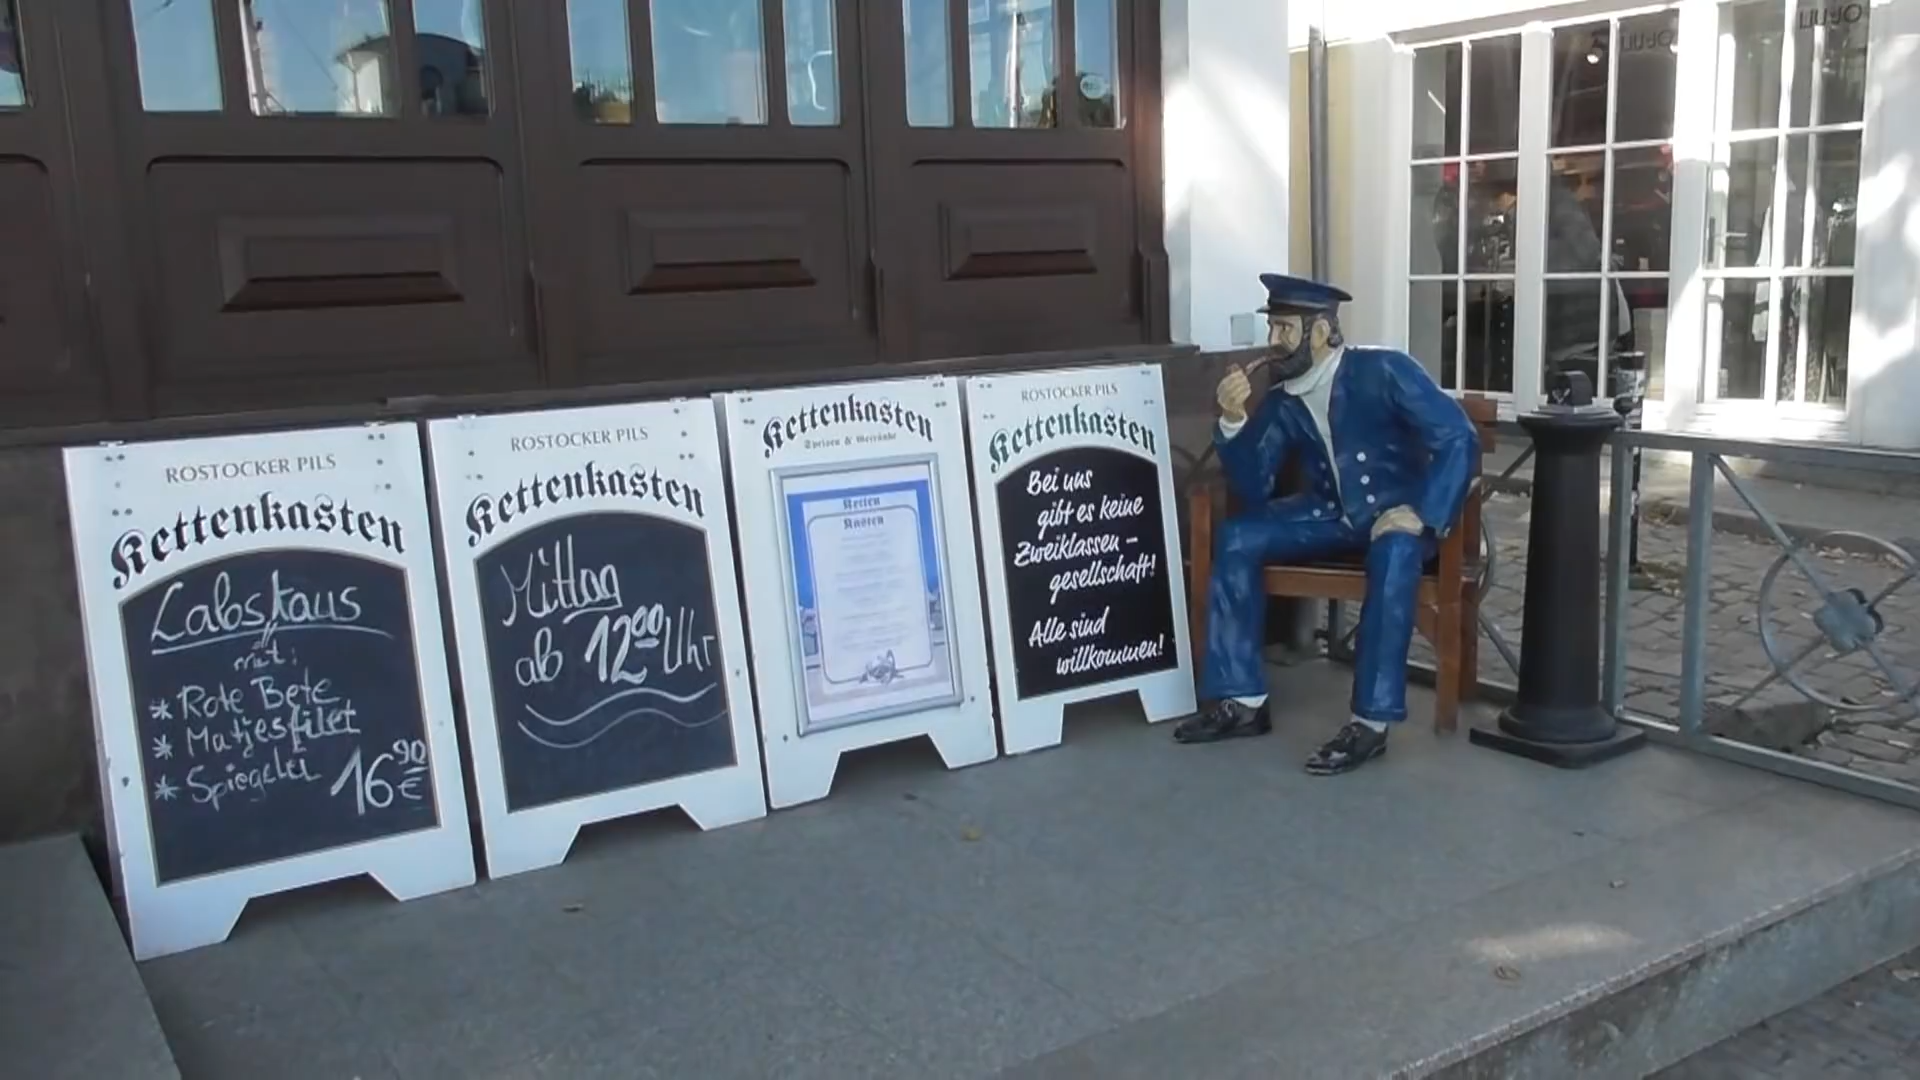 ROSTOCKER PILS
Kettenkasten
Labskaus
mit:
* Rote Bete
* Matjesfilet
* Spiegelei
16 90 €
ROSTOCKER PILS
Kettenkasten
Mittag
ab 12 00 Uhr
Kettenkasten
Speisen & Getränke
Ketten
Kasten
ROSTOCKER PILS
Kettenkasten
Bei uns
gibt es keine
Zweiklassen -
gesellschaft!
Alle sind
willkommen!